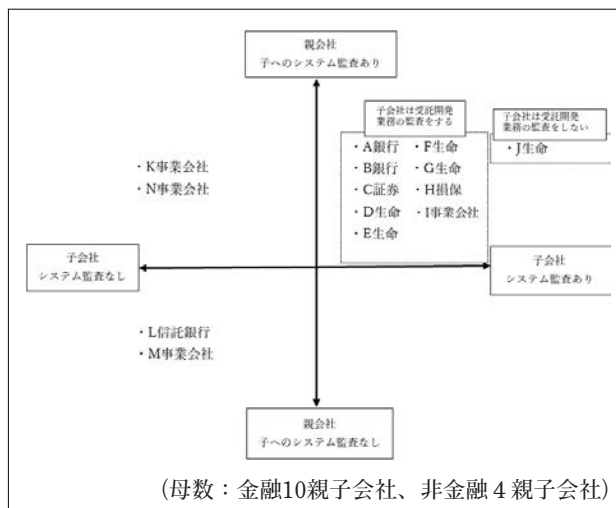 親会社
子へのシステム監査あり
子会社は受託開発
業務の監査をする
子会社は受託開発
業務の監査をしない
・A銀行 ・F生命
・B銀行 ・G生命
・C証券 ・H損保
・D生命 ・I事業会社
・E生命
・J生命
・K事業会社
・N事業会社
子会社
システム監査なし
子会社
システム監査あり
・L信託銀行
・M事業会社
親会社
子へのシステム監査なし
(母数：金融10親子会社、非金融４親子会社)